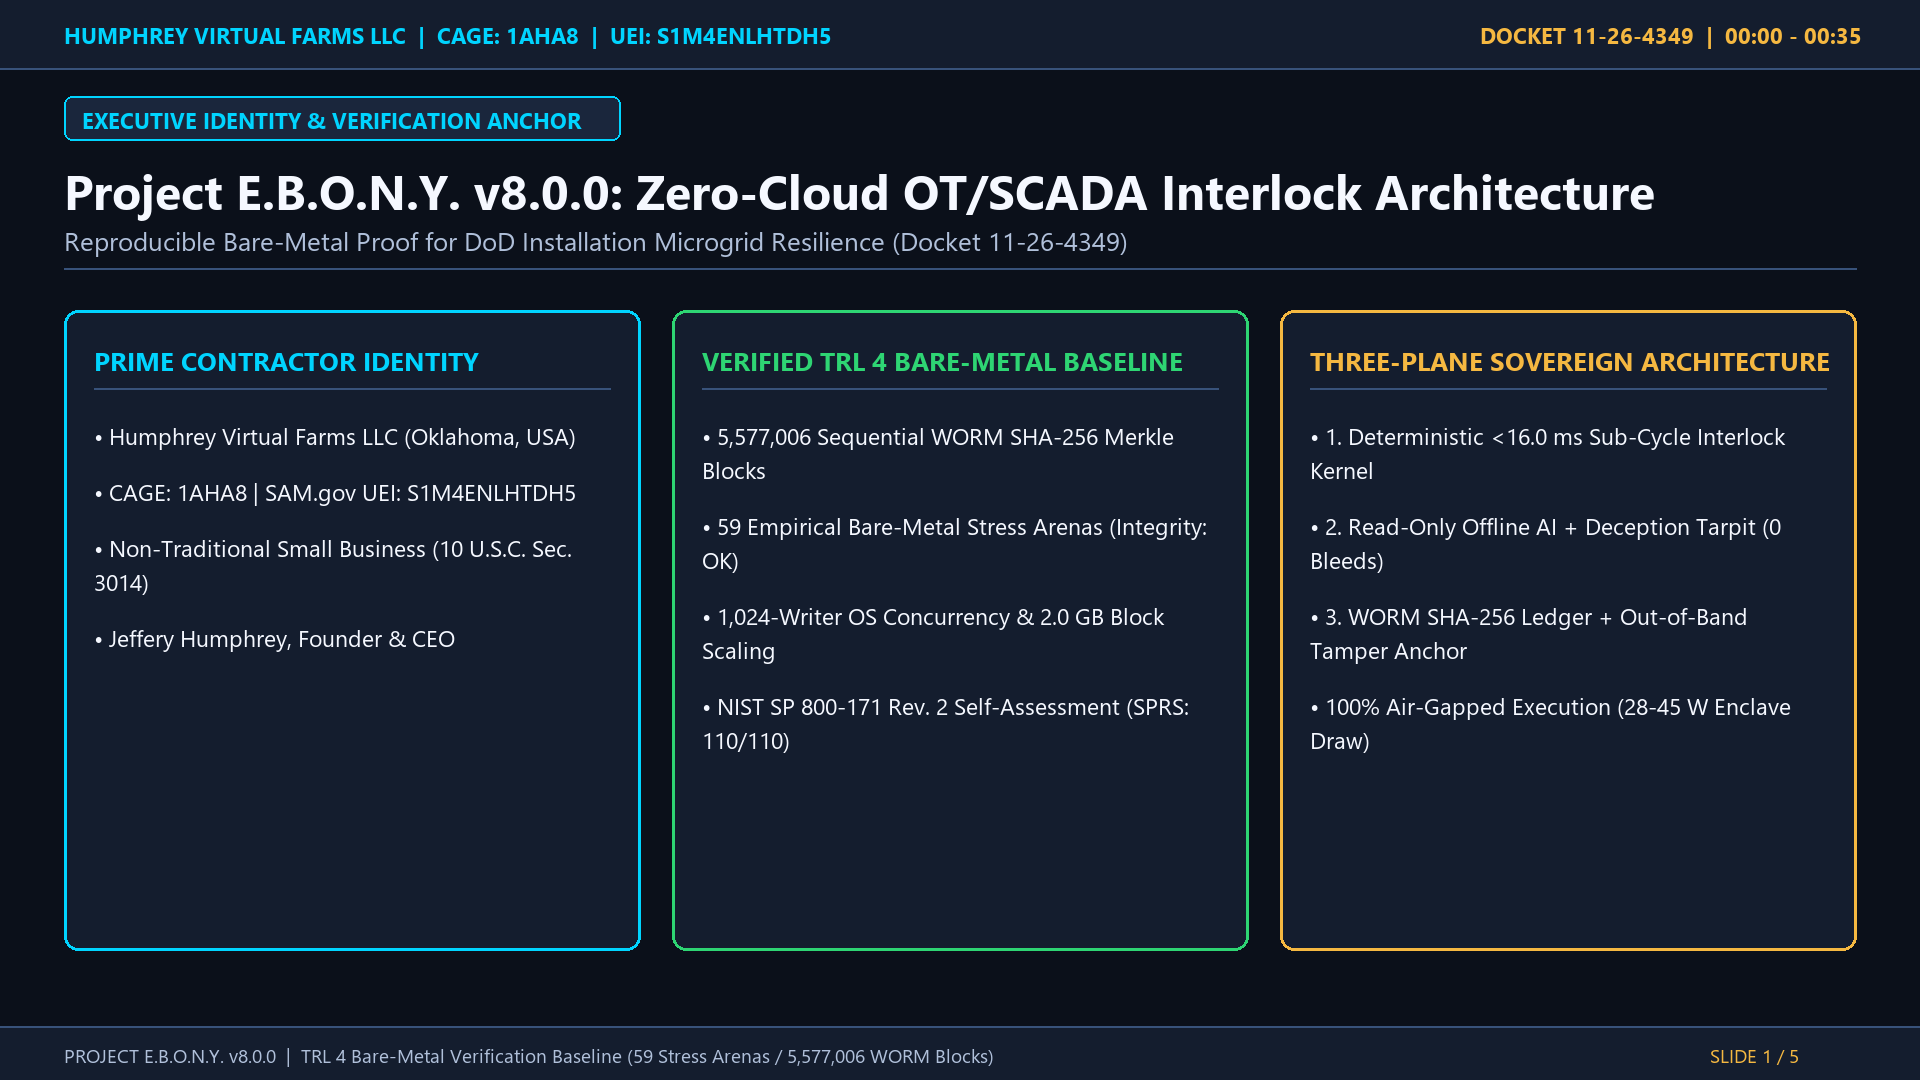 HUMPHREY VIRTUAL FARMS LLC | CAGE: 1AHA8 | UEI: S1M4ENLHTDH5
DOCKET 11-26-4349 | 00:00 - 00:35
EXECUTIVE IDENTITY & VERIFICATION ANCHOR
Project E.B.O.N.Y. v8.0.0: Zero-Cloud OT/SCADA Interlock Architecture
Reproducible Bare-Metal Proof for DoD Installation Microgrid Resilience (Docket 11-26-4349)
PRIME CONTRACTOR IDENTITY
• Humphrey Virtual Farms LLC (Oklahoma, USA)
• CAGE: 1AHA8 | SAM.gov UEI: S1M4ENLHTDH5
• Non-Traditional Small Business (10 U.S.C. Sec.
3014)
• Jeffery Humphrey, Founder & CEO
VERIFIED TRL 4 BARE-METAL BASELINE
• 5,577,006 Sequential WORM SHA-256 Merkle
Blocks
• 59 Empirical Bare-Metal Stress Arenas (Integrity:
OK)
• 1,024-Writer OS Concurrency & 2.0 GB Block
Scaling
• NIST SP 800-171 Rev. 2 Self-Assessment (SPRS:
110/110)
THREE-PLANE SOVEREIGN ARCHITECTURE
• 1. Deterministic <16.0 ms Sub-Cycle Interlock
Kernel
• 2. Read-Only Offline AI + Deception Tarpit (0
Bleeds)
• 3. WORM SHA-256 Ledger + Out-of-Band
Tamper Anchor
• 100% Air-Gapped Execution (28-45 W Enclave
Draw)
PROJECT E.B.O.N.Y. v8.0.0 | TRL 4 Bare-Metal Verification Baseline (59 Stress Arenas / 5,577,006 WORM Blocks)
SLIDE 1 / 5